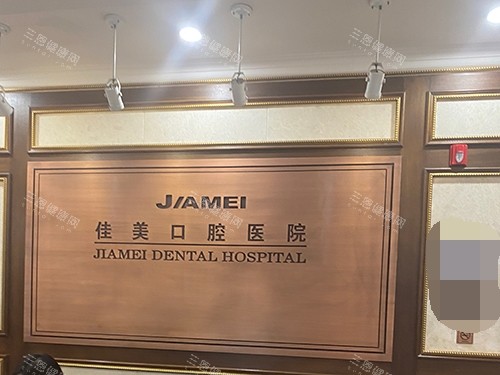 JIAMEI
佳美口腔医院
JIAMEI DENTAL HOSPITAL